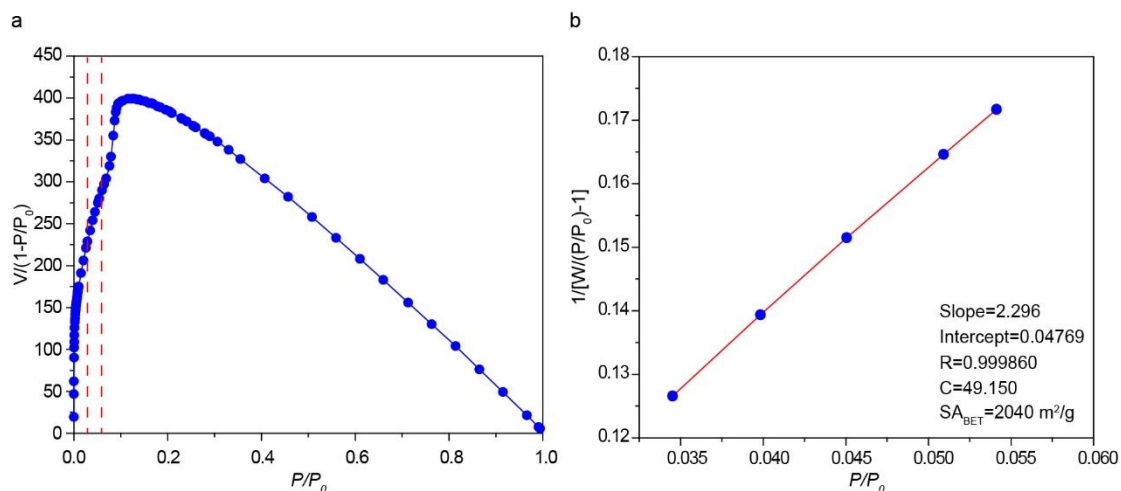 a
450
400
350
300
250
200
150
100
50
0
V/(1-P/P₀)
0.0 0.2 0.4 0.6 0.8 1.0
P/P₀
b
0.18
0.17
0.16
0.15
0.14
0.13
0.12
1/[W/(P/P₀)-1]
Slope=2.296
Intercept=0.04769
R=0.999860
C=49.150
SA_BET=2040 m²/g
0.035 0.040 0.045 0.050 0.055 0.060
P/P₀